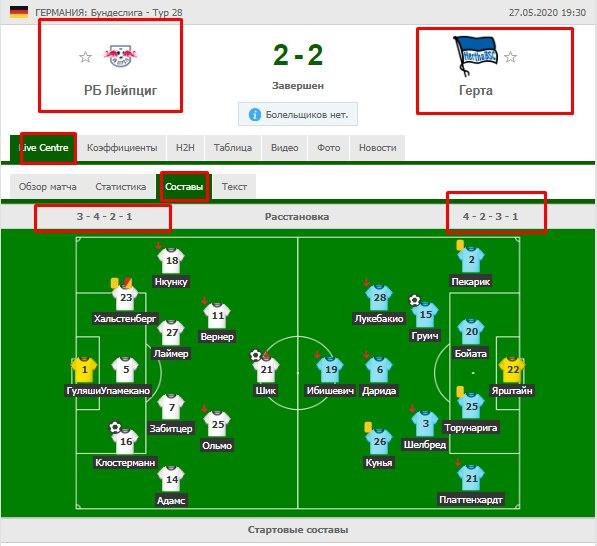 ГЕРМАНИЯ: Бундеслига - Тур 28
27.05.2020 19:30
2-2
РБ Лейпциг
Завершен
Герта
Болельщиков нет.
Live Centre Коэффициенты H2H Таблица Видео Фото Новости
Обзор матча Статистика Составы Текст
3 - 4 - 2 - 1 Расстановка 4 - 2 - 3 - 1
18
Нкунку
2
Пекарик
23
Хальстенберг
28
Лукебакио
11
Вернер
15
Груич
27
Лаймер
20
Бойата
1
Гуляши
5
Упамекано
21
Шик
19
Ибишевич
6
Дарида
22
Ярштайн
7
Забитцер
25
Ольмо
3
Шелбред
25
Торунарига
16
Клостерманн
26
Кунья
14
Адамс
21
Платтенхардт
Стартовые составы